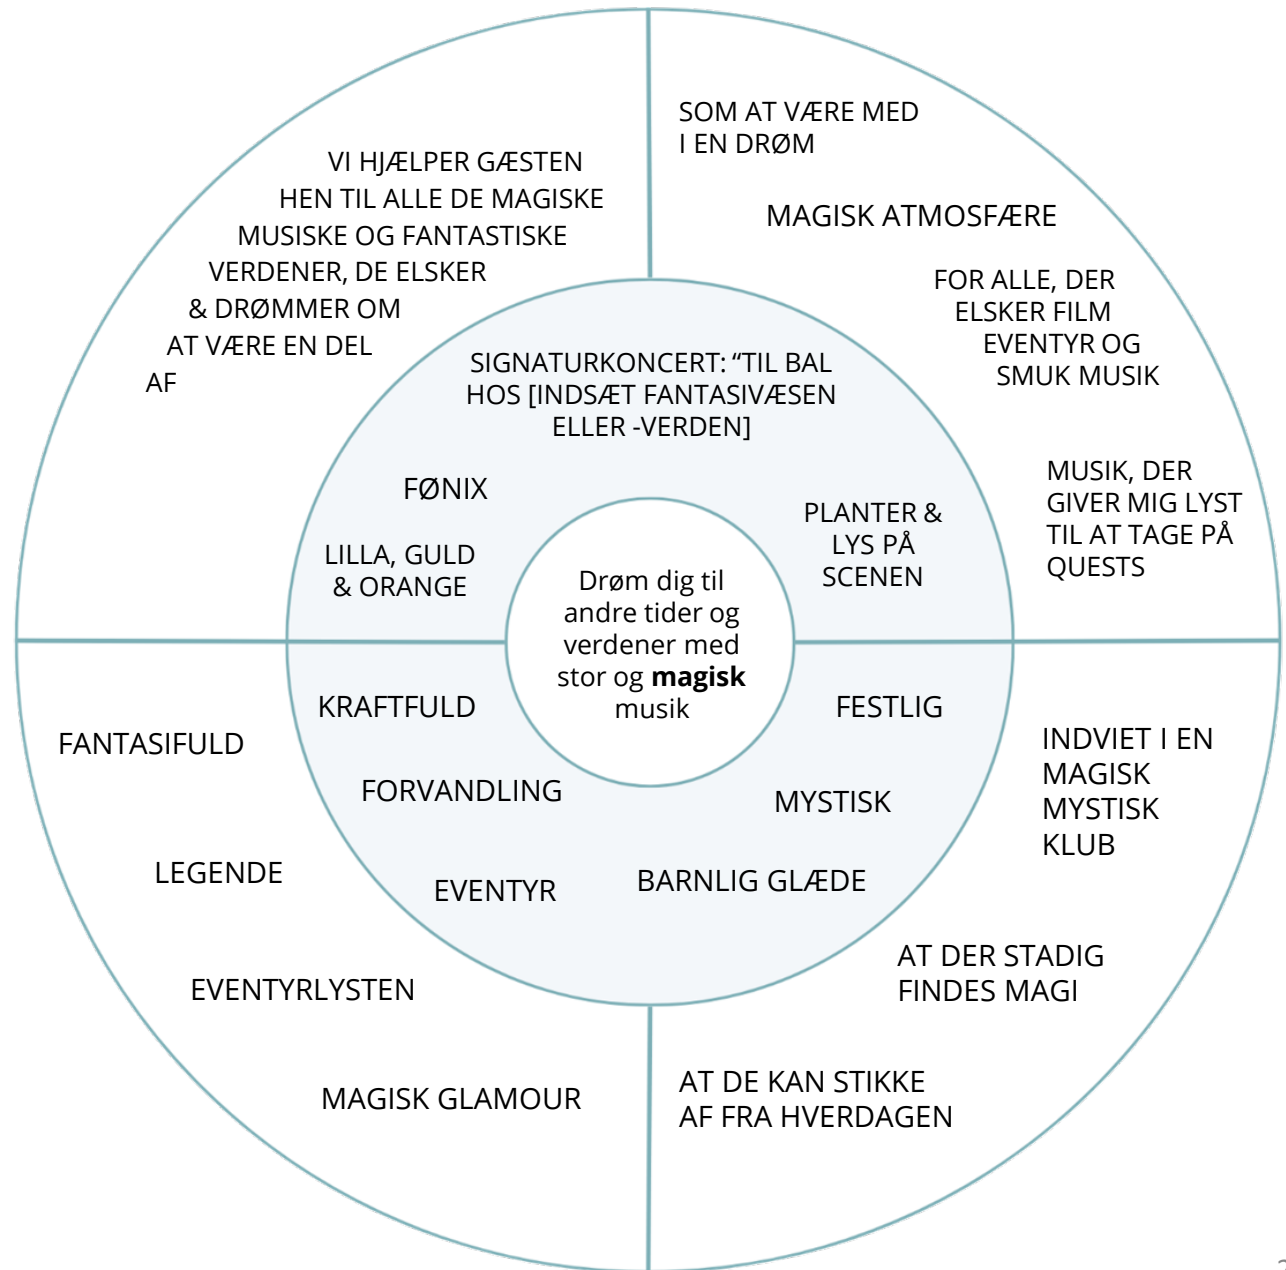 VI HJÆLPER GÆSTEN
HEN TIL ALLE DE MAGISKE
MUSISKE OG FANTASTISKE
VERDENER, DE ELSKER
& DRØMMER OM
AT VÆRE EN DEL
AF
SOM AT VÆRE MED
I EN DRØM
MAGISK ATMOSFÆRE
FOR ALLE, DER
ELSKER FILM
EVENTYR OG
SMUK MUSIK
MUSIK, DER
GIVER MIG LYST
TIL AT TAGE PÅ
QUESTS
SIGNATURKONCERT: “TIL BAL
HOS [INDSÆT FANTASIVÆSEN
ELLER -VERDEN]
FØNIX
LILLA, GULD
& ORANGE
PLANTER &
LYS PÅ
SCENEN
Drøm dig til
andre tider og
verdener med
stor og magisk
musik
KRAFTFULD
FORVANDLING
EVENTYR
FESTLIG
MYSTISK
BARNLIG GLÆDE
FANTASIFULD
LEGENDE
EVENTYRLYSTEN
MAGISK GLAMOUR
INDVIET I EN
MAGISK
MYSTISK
KLUB
AT DER STADIG
FINDES MAGI
AT DE KAN STIKKE
AF FRA HVERDAGEN